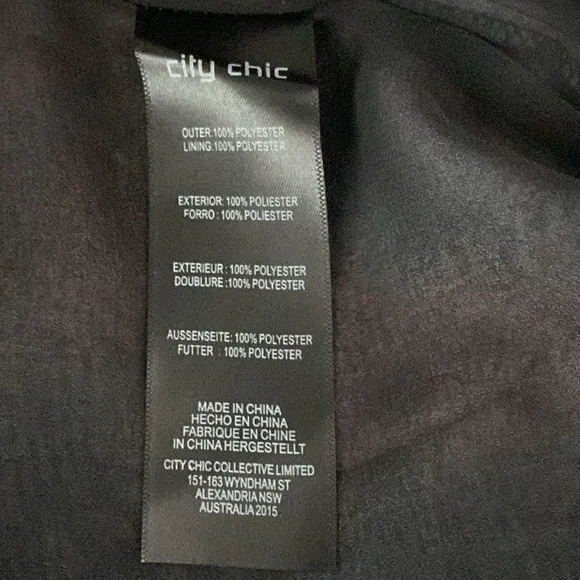 city chic
OUTER:100% POLYESTER
LINING:100% POLYESTER
EXTERIOR: 100% POLIESTER
FORRO : 100% POLIESTER
EXTERIEUR : 100% POLYESTER
DOUBLURE :100% POLYESTER
AUSSENSEITE: 100% POLYESTER
FUTTER : 100% POLYESTER
MADE IN CHINA
HECHO EN CHINA
FABRIQUE EN CHINE
IN CHINA HERGESTELLT
CITY CHIC COLLECTIVE LIMITED
151-163 WYNDHAM ST
ALEXANDRIA NSW
AUSTRALIA 2015